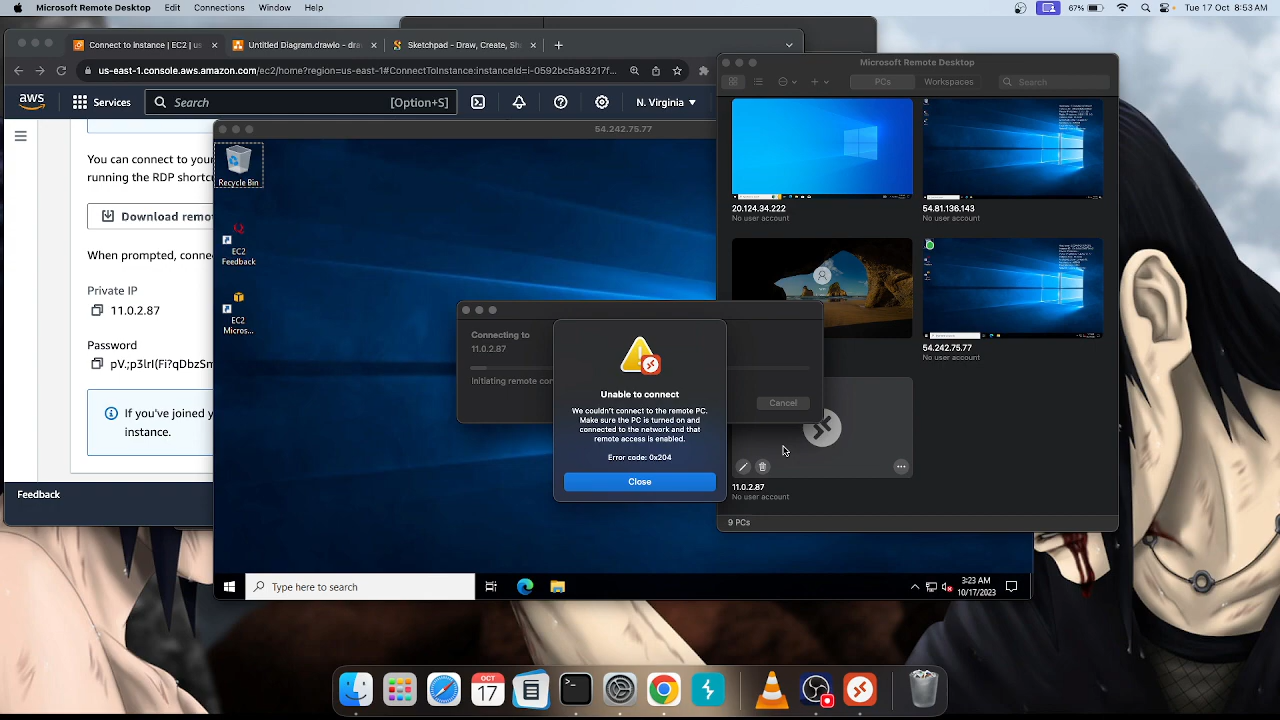 Microsoft Remote Desktop Edit Connections Window Help
67% Tue 17 Oct 8:53 AM
Connect to instance | EC2 | us
Untitled Diagram.drawio - dra
Sketchpad - Draw, Create, Sh
us-east-1.console.aws.amazon.com/ec2/home?region=us-east-1#ConnectToInstance:instanceId=i-0592bc5a83217f...
aws Services Search [Option+S] N. Virginia
You can connect to your
running the RDP shortc
Download remot
When prompted, conne
Private IP
11.0.2.87
Password
If you've joined y
instance.
Feedback
54.242.75.77
Recycle Bin
EC2
Feedback
EC2
Micros...
Type here to search
3:23 AM
10/17/2023
Microsoft Remote Desktop
PCs Workspaces Search
20.124.34.222
No user account
54.81.136.143
No user account
54.242.75.77
No user account
11.0.2.87
No user account
9 PCs
Connecting to
11.0.2.87
Initiating remote con
Cancel
Unable to connect
We couldn't connect to the remote PC.
Make sure the PC is turned on and
connected to the network and that
remote access is enabled.
Error code: 0x204
Close
OCT
17